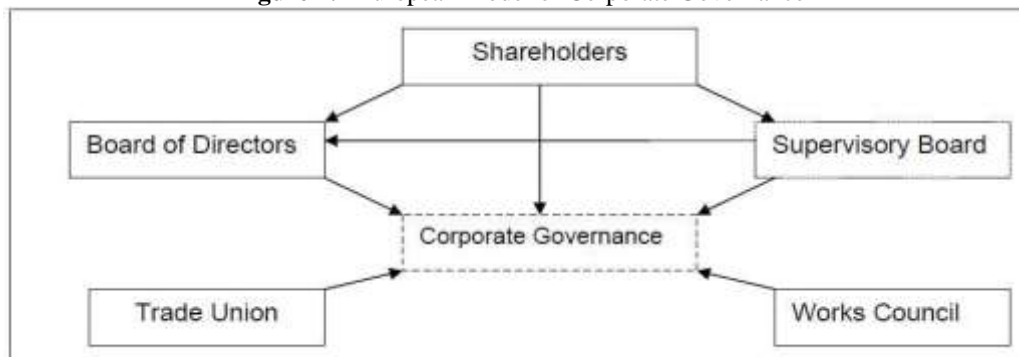 Shareholders
Board of Directors
Supervisory Board
Corporate Governance
Trade Union
Works Council